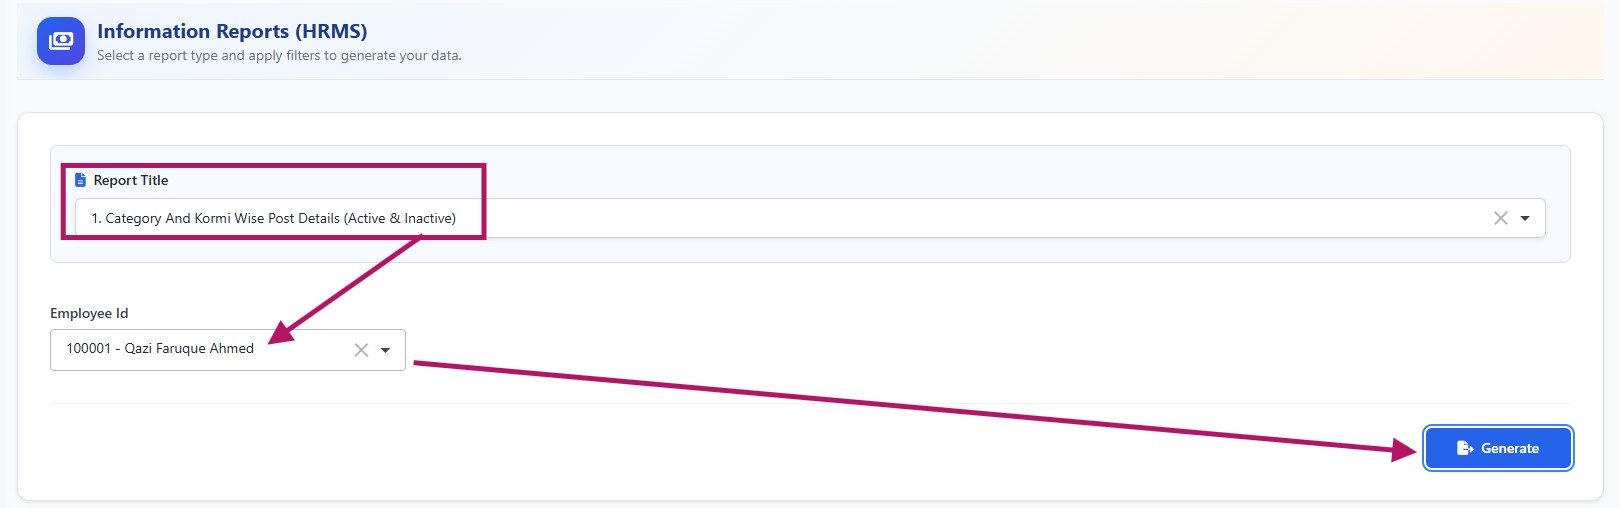 Information Reports (HRMS)
Select a report type and apply filters to generate your data.
Report Title
1. Category And Kormi Wise Post Details (Active & Inactive)
Employee Id
100001 - Qazi Faruque Ahmed
Generate